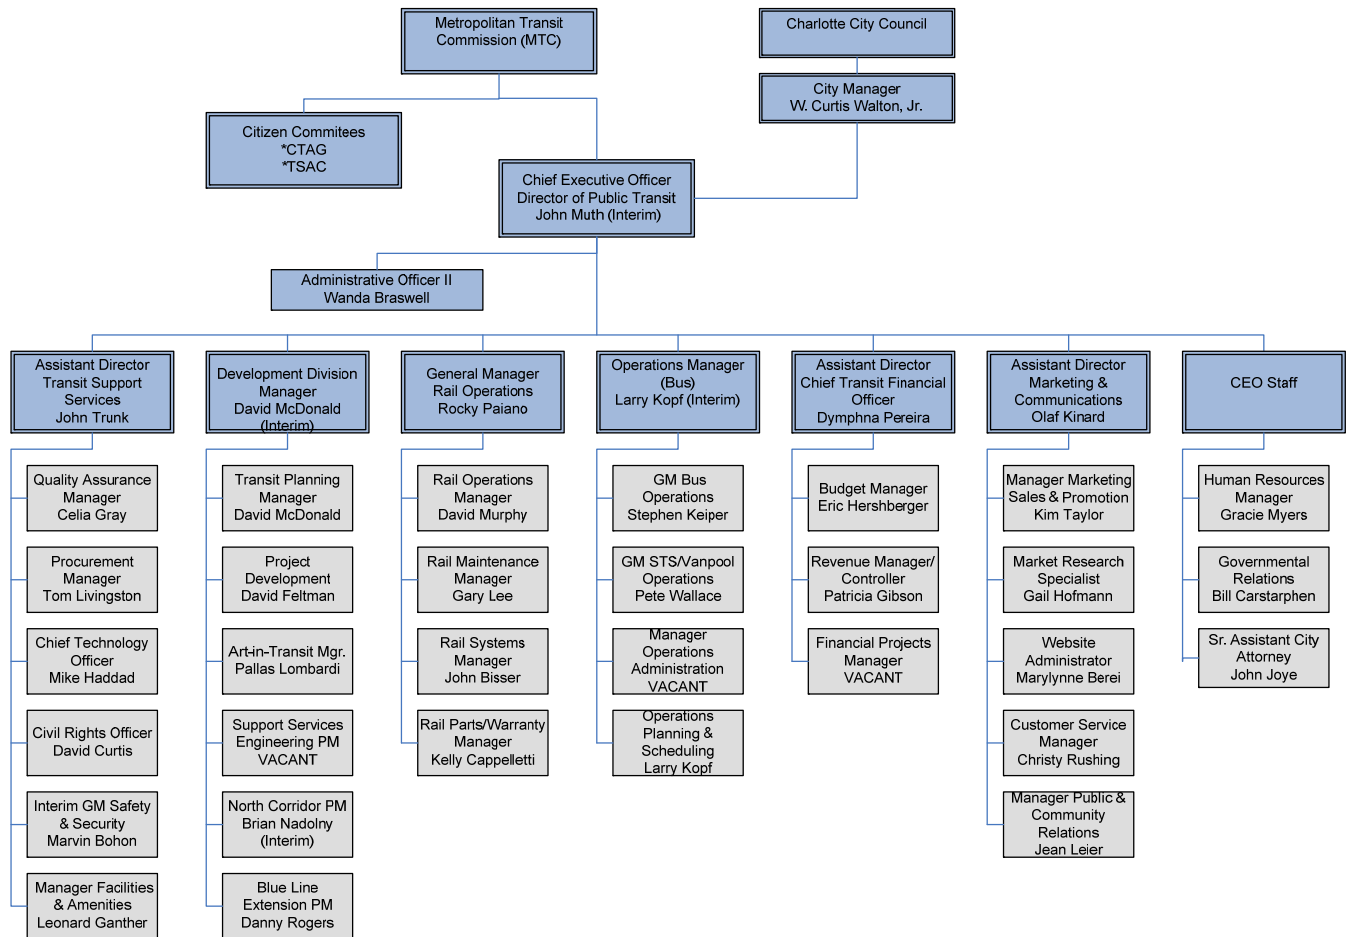 Metropolitan Transit
Commission (MTC)
Charlotte City Council
City Manager
W. Curtis Walton, Jr.
Citizen Commitees
*CTAG
*TSAC
Chief Executive Officer
Director of Public Transit
John Muth (Interim)
Administrative Officer II
Wanda Braswell
Assistant Director
Transit Support
Services
John Trunk
Development Division
Manager
David McDonald
(Interim)
General Manager
Rail Operations
Rocky Paiano
Operations Manager
(Bus)
Larry Kopf (Interim)
Assistant Director
Chief Transit Financial
Officer
Dymphna Pereira
Assistant Director
Marketing &
Communications
Olaf Kinard
CEO Staff
Quality Assurance
Manager
Celia Gray
Procurement
Manager
Tom Livingston
Chief Technology
Officer
Mike Haddad
Civil Rights Officer
David Curtis
Interim GM Safety
& Security
Marvin Bohon
Manager Facilities
& Amenities
Leonard Ganther
Transit Planning
Manager
David McDonald
Project
Development
David Feltman
Art-in-Transit Mgr.
Pallas Lombardi
Support Services
Engineering PM
VACANT
North Corridor PM
Brian Nadolny
(Interim)
Blue Line
Extension PM
Danny Rogers
Rail Operations
Manager
David Murphy
Rail Maintenance
Manager
Gary Lee
Rail Systems
Manager
John Bisser
Rail Parts/Warranty
Manager
Kelly Cappelletti
GM Bus
Operations
Stephen Keiper
GM STS/Vanpool
Operations
Pete Wallace
Manager
Operations
Administration
VACANT
Operations
Planning &
Scheduling
Larry Kopf
Budget Manager
Eric Hershberger
Revenue Manager/
Controller
Patricia Gibson
Financial Projects
Manager
VACANT
Manager Marketing
Sales & Promotion
Kim Taylor
Market Research
Specialist
Gail Hofmann
Website
Administrator
Marylynne Berei
Customer Service
Manager
Christy Rushing
Manager Public &
Community
Relations
Jean Leier
Human Resources
Manager
Gracie Myers
Governmental
Relations
Bill Carstarphen
Sr. Assistant City
Attorney
John Joye